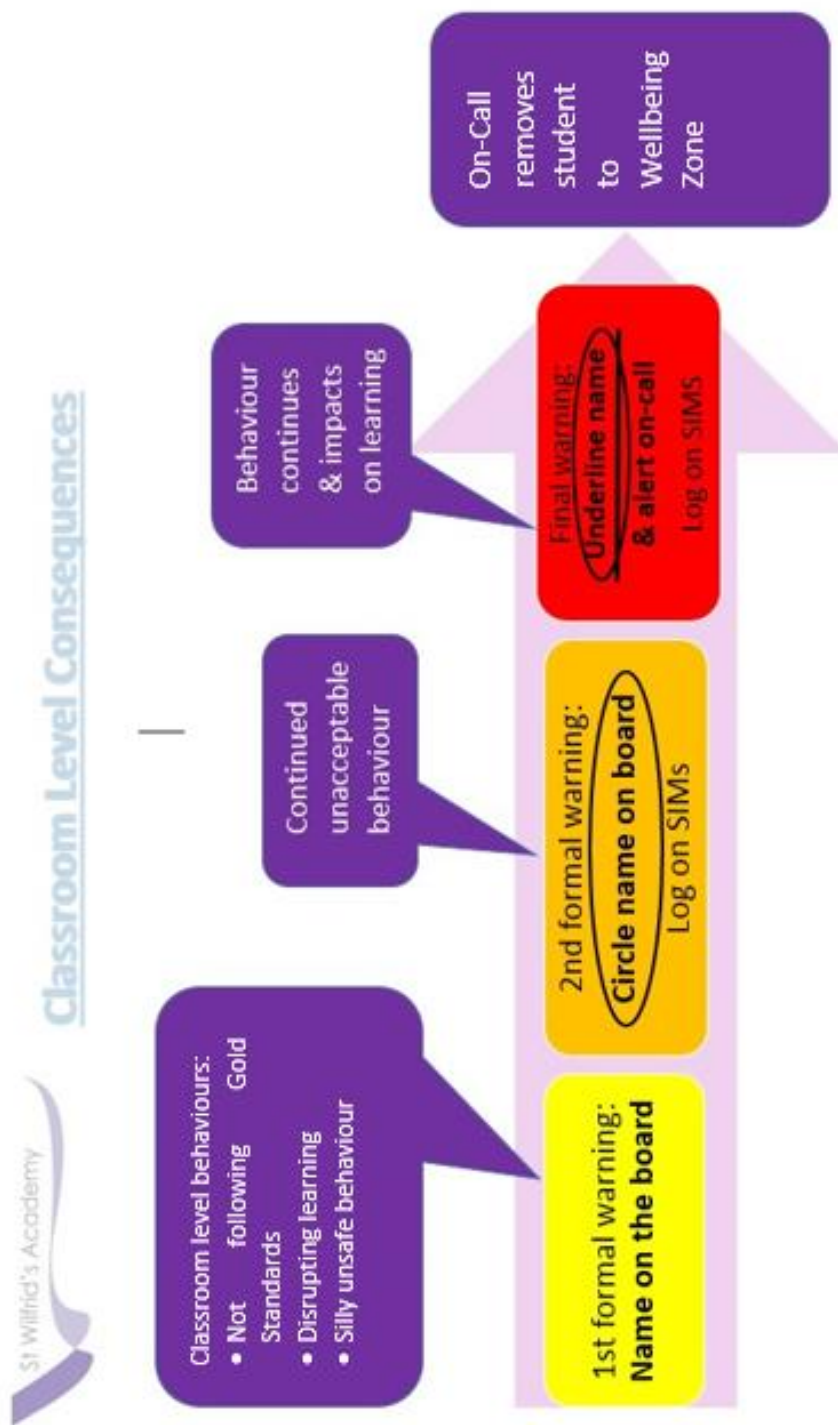 St Wilfrid's Academy
Classroom Level Consequences
Classroom level behaviours:
• Not following Gold
Standards
• Disrupting learning
• Silly unsafe behaviour
Continued
unacceptable
behaviour
Behaviour
continues
& impacts
on learning
1st formal warning:
Name on the board
2nd formal warning:
Circle name on board
Log on SIMs
Final warning:
Underline name
& alert on-call
Log on SIMS
On-Call
removes
student
to
Wellbeing
Zone